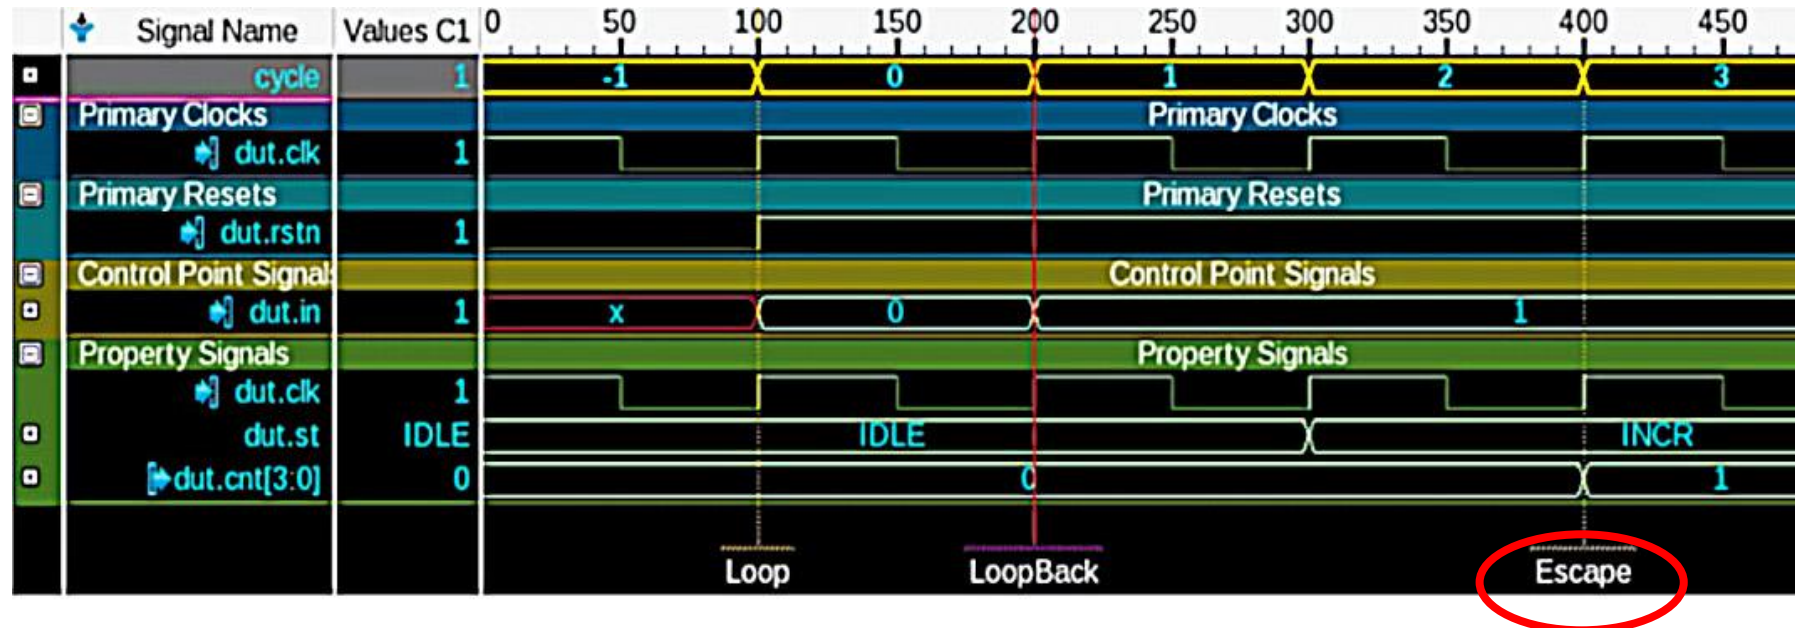 Signal Name Values C1 0 50 100 150 200 250 300 350 400 450
cycle 1 -1 0 1 2 3
Primary Clocks Primary Clocks
dut.clk 1
Primary Resets Primary Resets
dut.rstn 1
Control Point Signals Control Point Signals
dut.in 1 x 0 1
Property Signals Property Signals
dut.clk 1
dut.st IDLE IDLE INCR
dut.cnt[3:0] 0 0 1
Loop LoopBack Escape